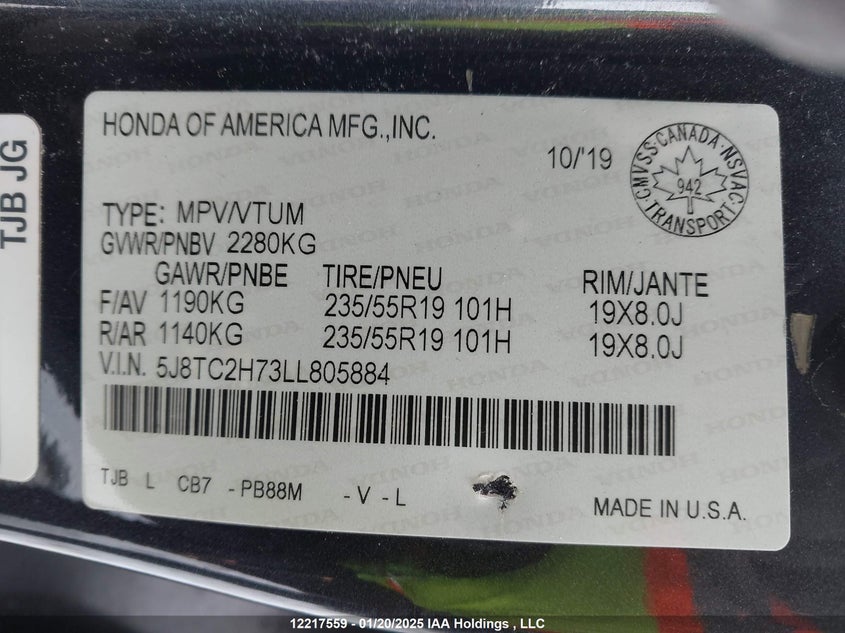 HONDA OF AMERICA MFG.,INC.
10/'19
CMVSS · CANADA · NSVAC · TRANSPORT
942
TYPE: MPV/VTUM
GVWR/PNBV 2280KG
GAWR/PNBE TIRE/PNEU RIM/JANTE
F/AV 1190KG 235/55R19 101H 19X8.0J
R/AR 1140KG 235/55R19 101H 19X8.0J
V.I.N. 5J8TC2H73LL805884
TJB L CB7 -PB88M -V -L
MADE IN U.S.A.
TJB JG
12217559 - 01/20/2025 IAA Holdings , LLC